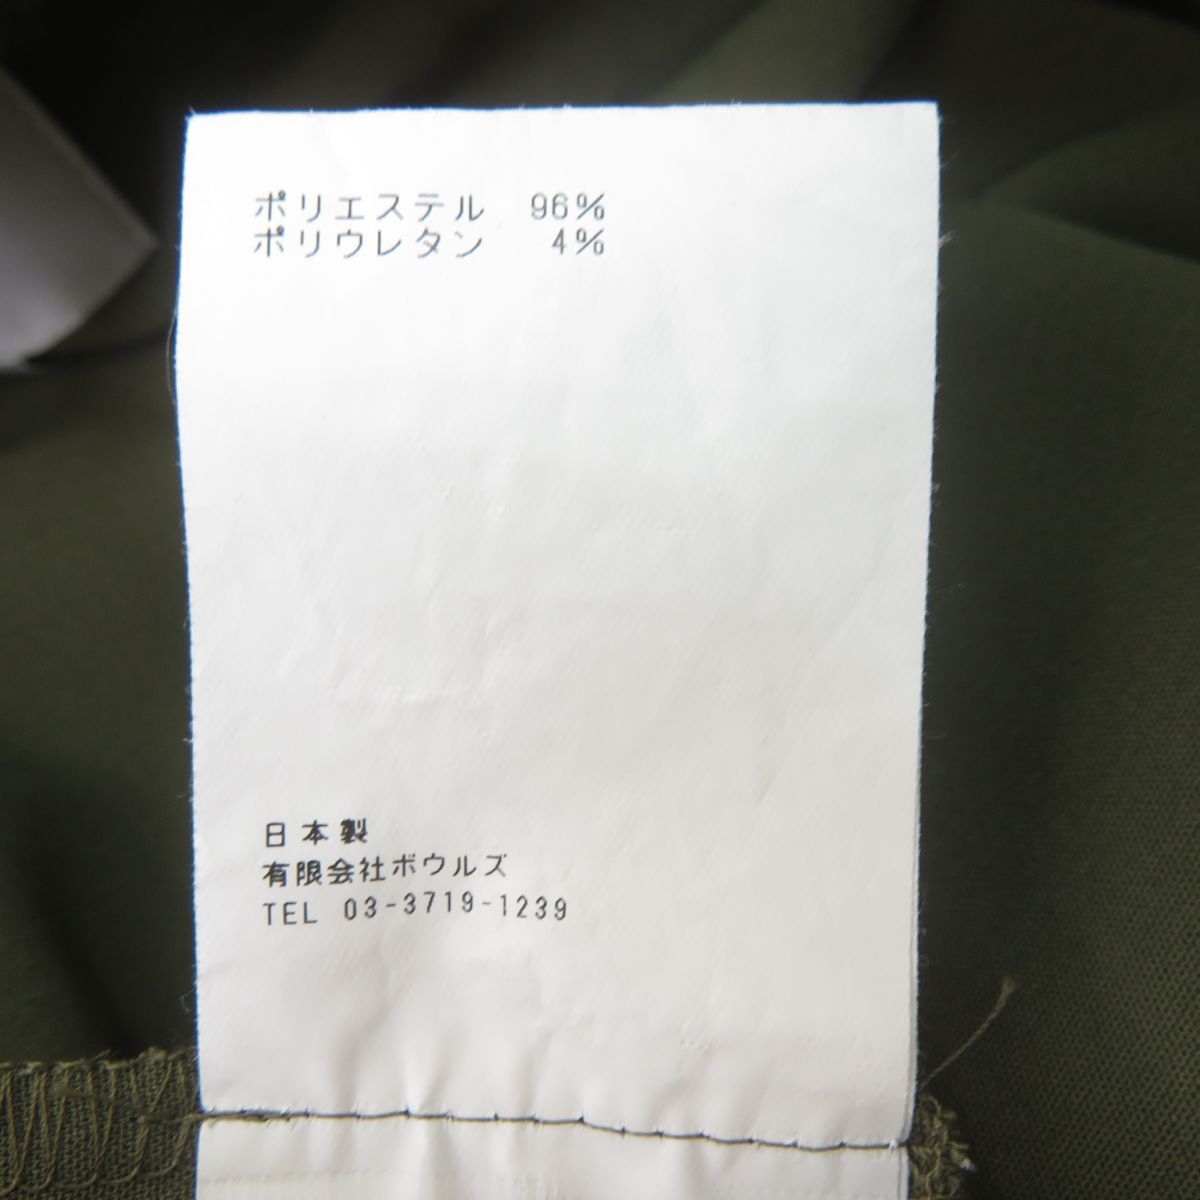 ポリエステル 96%
ポリウレタン 4%
日本製
有限会社ボウルズ
TEL 03-3719-1239